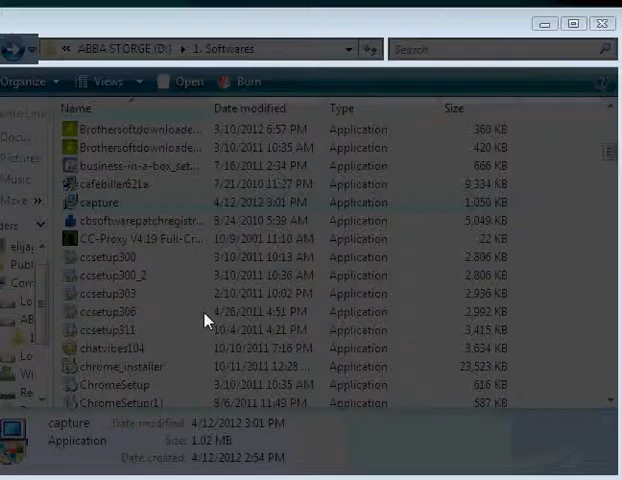 « ABBA-STORGE (D:) ▸ 1. Softwares Search
Organize Views Open Burn
Name Date modified Type Size
Brothersoftdownloade... 3/10/2012 6:57 PM Application 360 KB
Brothersoftdownloade... 3/10/2011 10:35 AM Application 420 KB
business-in-a-box_set... 7/16/2011 2:34 PM Application 666 KB
cafebiller621a 7/21/2010 11:27 PM Application 9,334 KB
capture 4/12/2012 3:01 PM Application 1,050 KB
cbsoftwarepatchregistr... 8/24/2010 5:39 AM Application 5,049 KB
CC-Proxy V4.19 Full-Cr... 10/9/2001 11:10 AM Application 22 KB
ccsetup300 3/10/2011 10:13 AM Application 2,806 KB
ccsetup300_2 3/10/2011 10:36 AM Application 2,806 KB
ccsetup303 2/10/2011 10:02 PM Application 2,936 KB
ccsetup306 4/26/2011 4:51 PM Application 2,992 KB
ccsetup311 10/4/2011 4:21 PM Application 3,415 KB
chatvibes104 10/10/2011 7:16 PM Application 3,634 KB
chrome_installer 10/11/2011 12:28 ... Application 23,523 KB
ChromeSetup 3/10/2011 10:35 AM Application 616 KB
ChromeSetup(1) 8/6/2011 11:49 PM Application 587 KB
Docu...
Pictures
Music
More »
ders
elija
Publ
Com
Lo
AB
1
Lo
Wi
Re
capture Date modified: 4/12/2012 3:01 PM
Application Size: 1.02 MB
Date created: 4/12/2012 2:54 PM